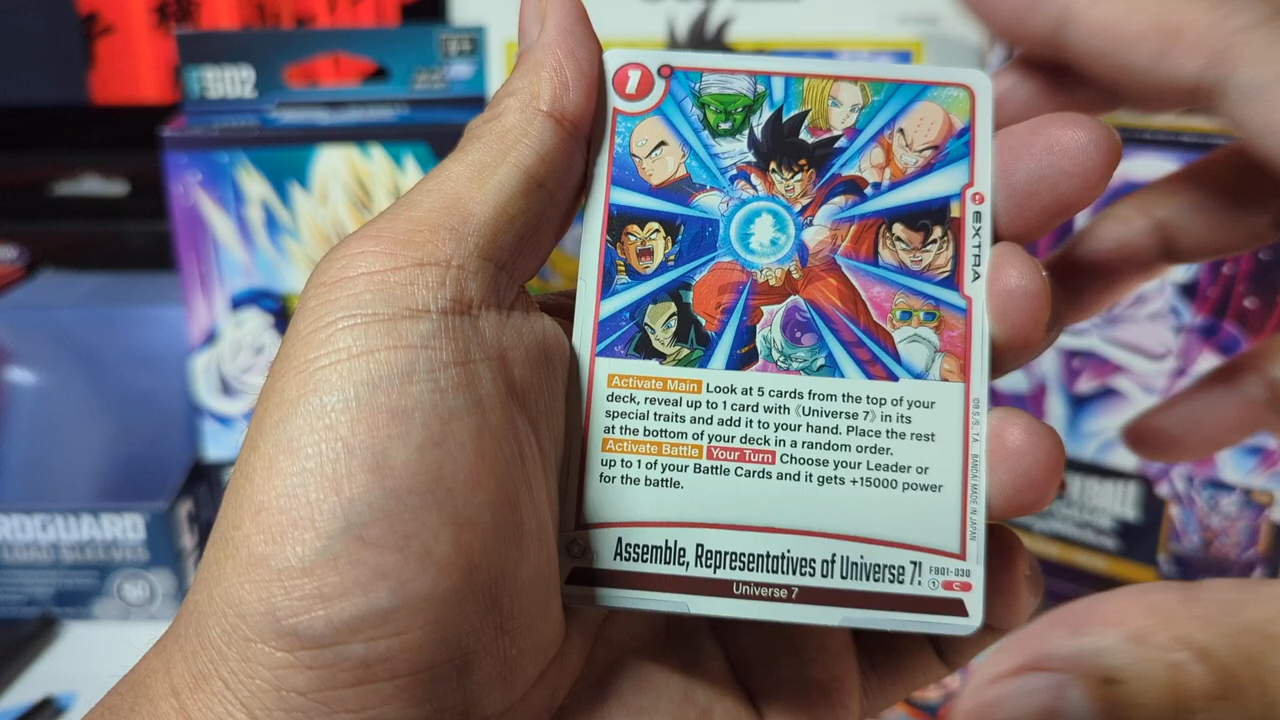 FB02
1
EXTRA
Activate Main Look at 5 cards from the top of your
deck, reveal up to 1 card with 《Universe 7》 in its
special traits and add it to your hand. Place the rest
at the bottom of your deck in a random order.
Activate Battle Your Turn Choose your Leader or
up to 1 of your Battle Cards and it gets +15000 power
for the battle.
©B.S./S., T.A. BANDAI MADE IN JAPAN
Assemble, Representatives of Universe 7!
FB01-030
① C
Universe 7
ROGUARD